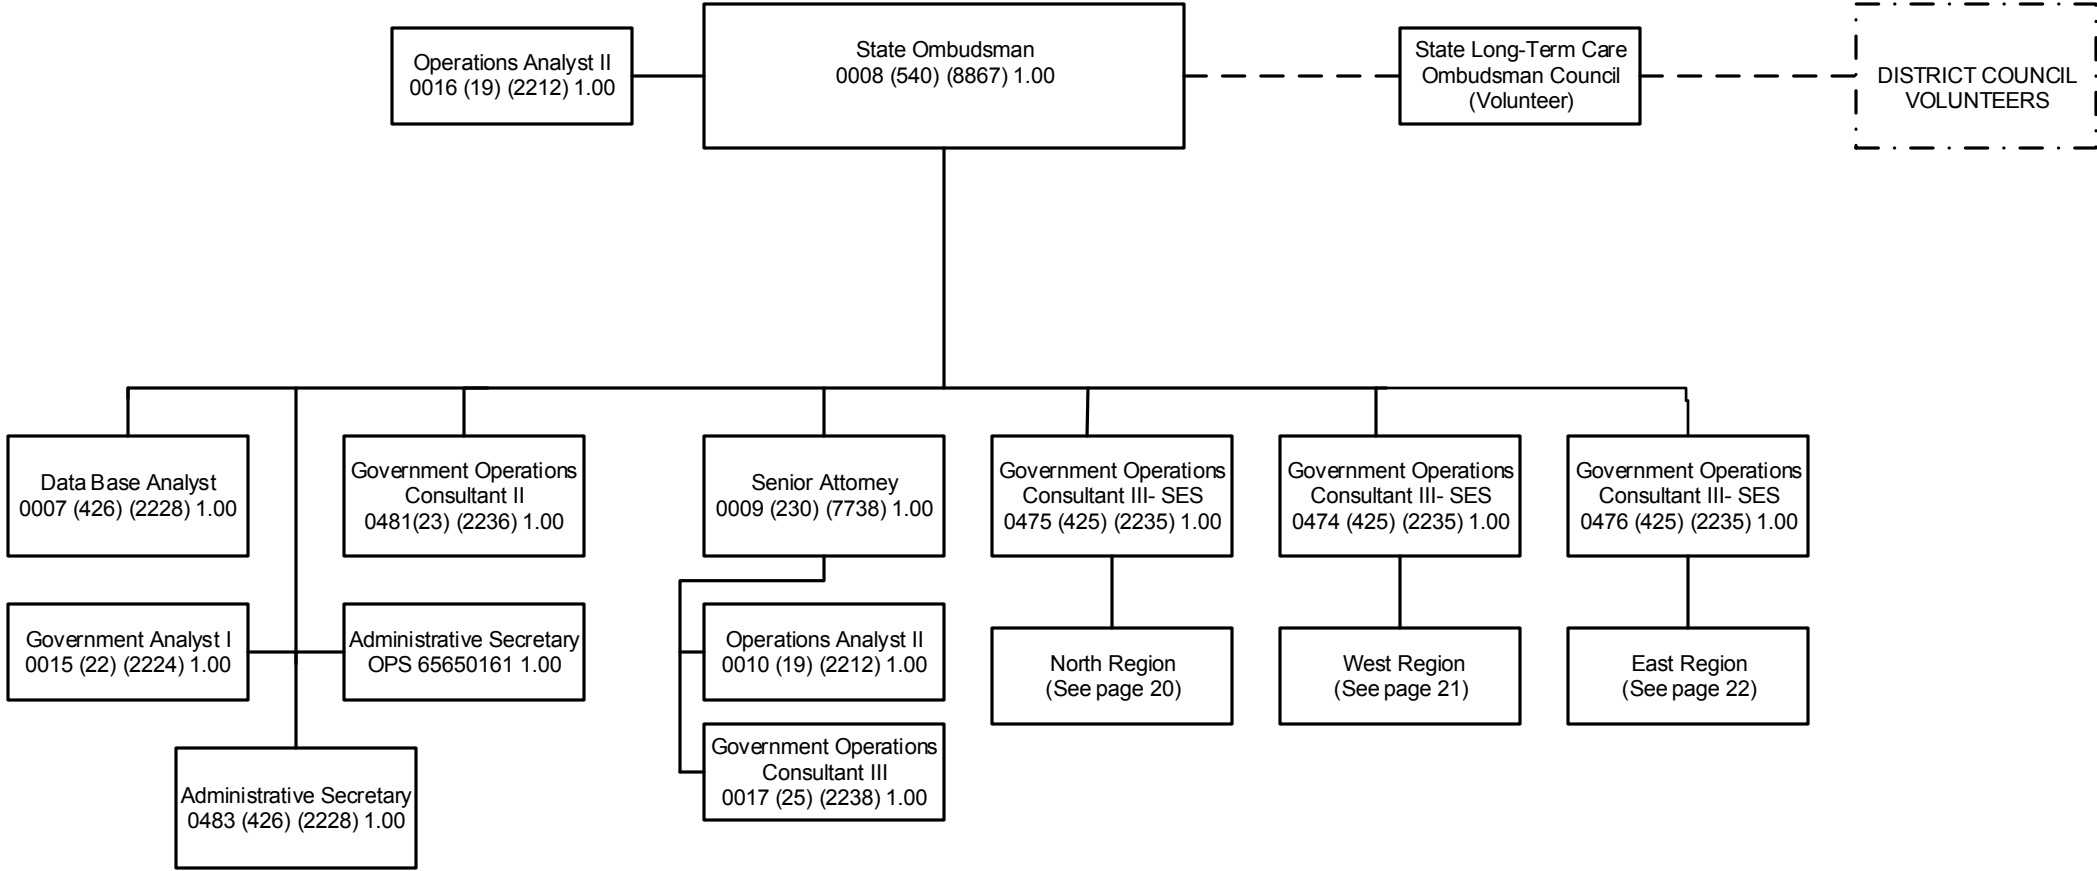 Operations Analyst II
0016 (19) (2212) 1.00
State Ombudsman
0008 (540) (8867) 1.00
State Long-Term Care
Ombudsman Council
(Volunteer)
DISTRICT COUNCIL
VOLUNTEERS
Data Base Analyst
0007 (426) (2228) 1.00
Government Operations
Consultant II
0481(23) (2236) 1.00
Senior Attorney
0009 (230) (7738) 1.00
Government Operations
Consultant III- SES
0475 (425) (2235) 1.00
Government Operations
Consultant III- SES
0474 (425) (2235) 1.00
Government Operations
Consultant III- SES
0476 (425) (2235) 1.00
Government Analyst I
0015 (22) (2224) 1.00
Administrative Secretary
OPS 65650161 1.00
Operations Analyst II
0010 (19) (2212) 1.00
North Region
(See page 20)
West Region
(See page 21)
East Region
(See page 22)
Government Operations
Consultant III
0017 (25) (2238) 1.00
Administrative Secretary
0483 (426) (2228) 1.00